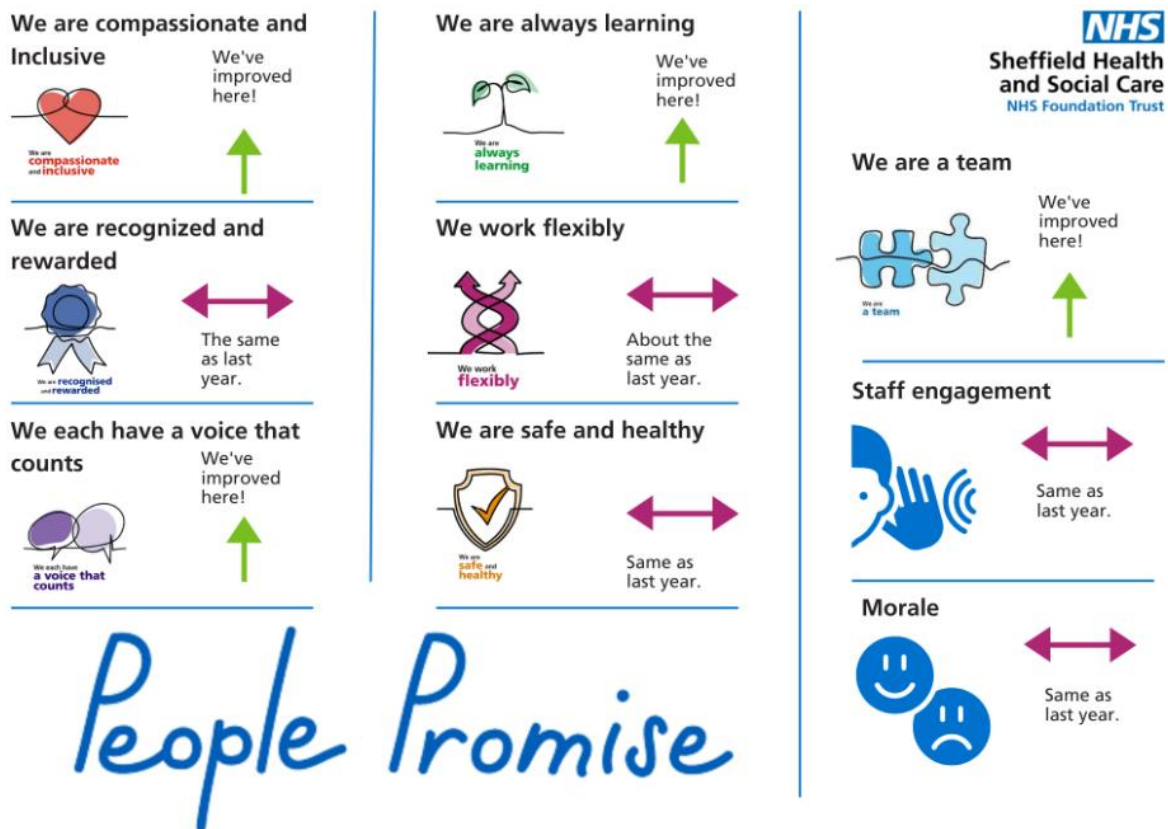 We are compassionate and
Inclusive
We've
improved
here!
We are
compassionate
and inclusive
We are recognized and
rewarded
The same
as last
year.
We are recognised
and rewarded
We each have a voice that
counts
We've
improved
here!
We each have
a voice that
counts
We are always learning
We've
improved
here!
We are
always
learning
We work flexibly
About the
same as
last year.
We work
flexibly
We are safe and healthy
We are
safe and
healthy
Same as
last year.
People Promise
NHS
Sheffield Health
and Social Care
NHS Foundation Trust
We are a team
We've
improved
here!
We are
a team
Staff engagement
Same as
last year.
Morale
Same as
last year.